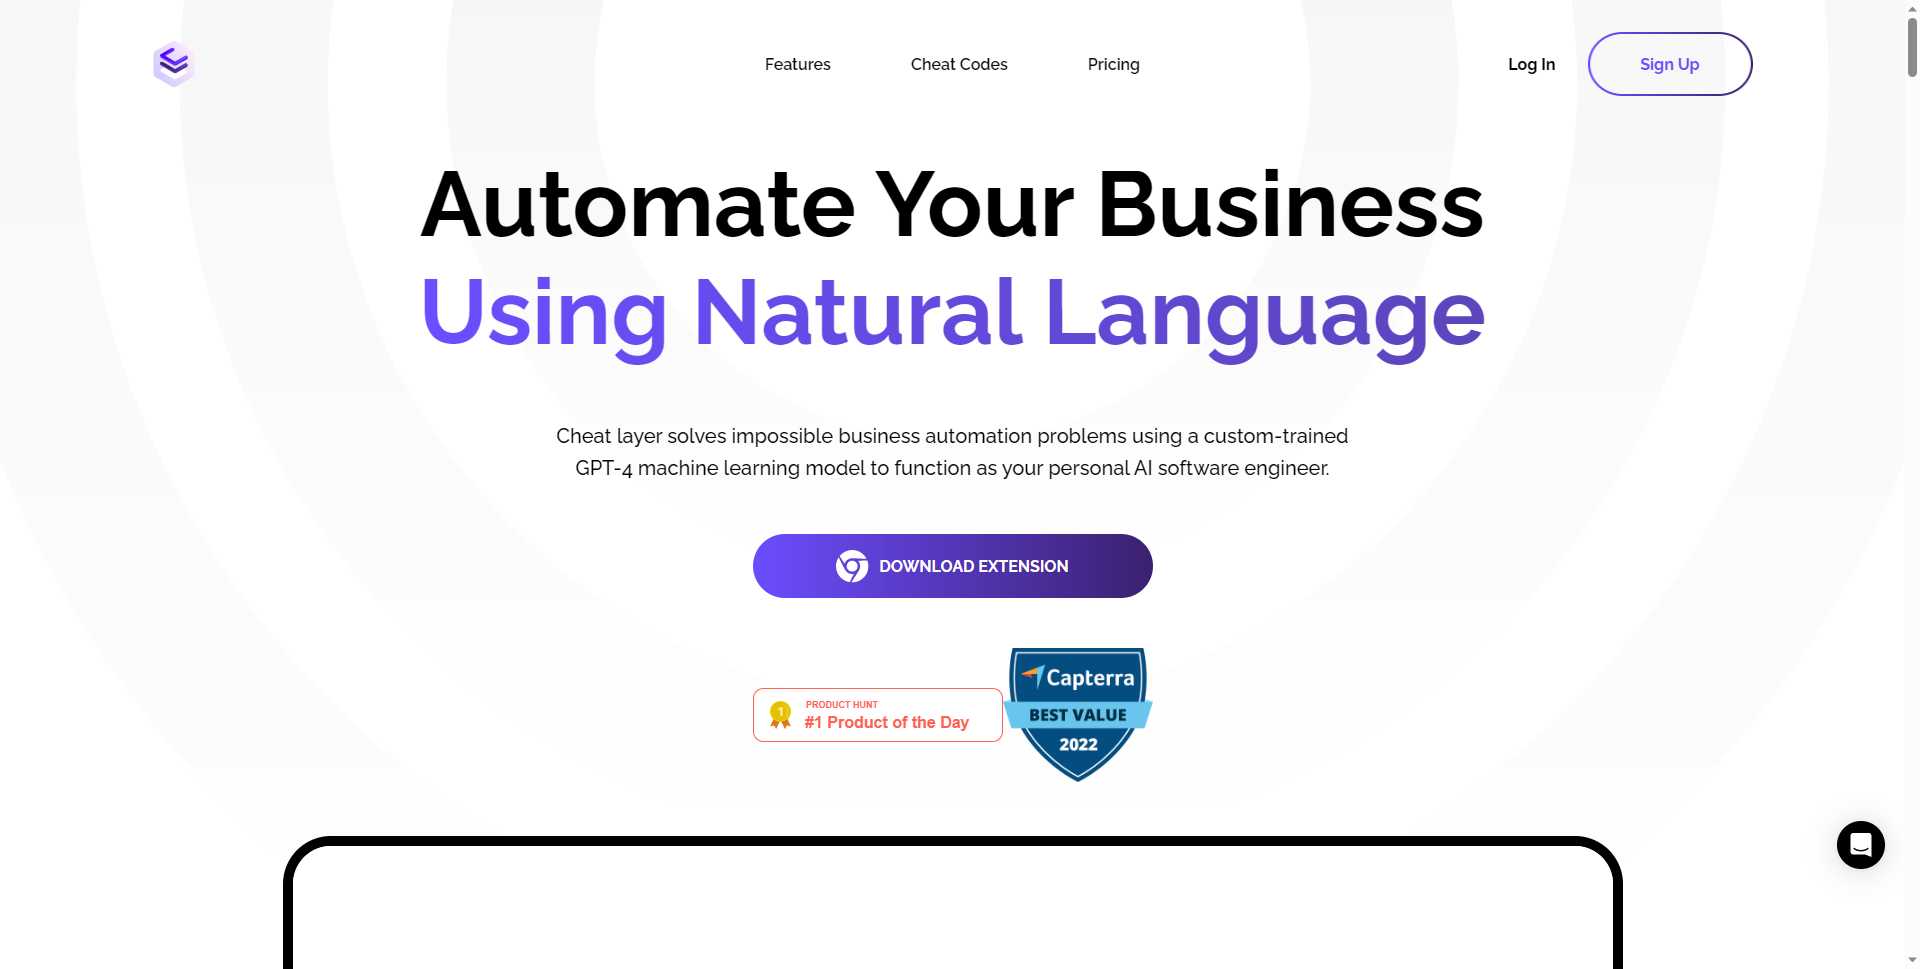 Features
Cheat Codes
Pricing
Log In
Sign Up
Automate Your Business
Using Natural Language
Cheat layer solves impossible business automation problems using a custom-trained
GPT-4 machine learning model to function as your personal AI software engineer.
DOWNLOAD EXTENSION
1
PRODUCT HUNT
#1 Product of the Day
Capterra
BEST VALUE
2022